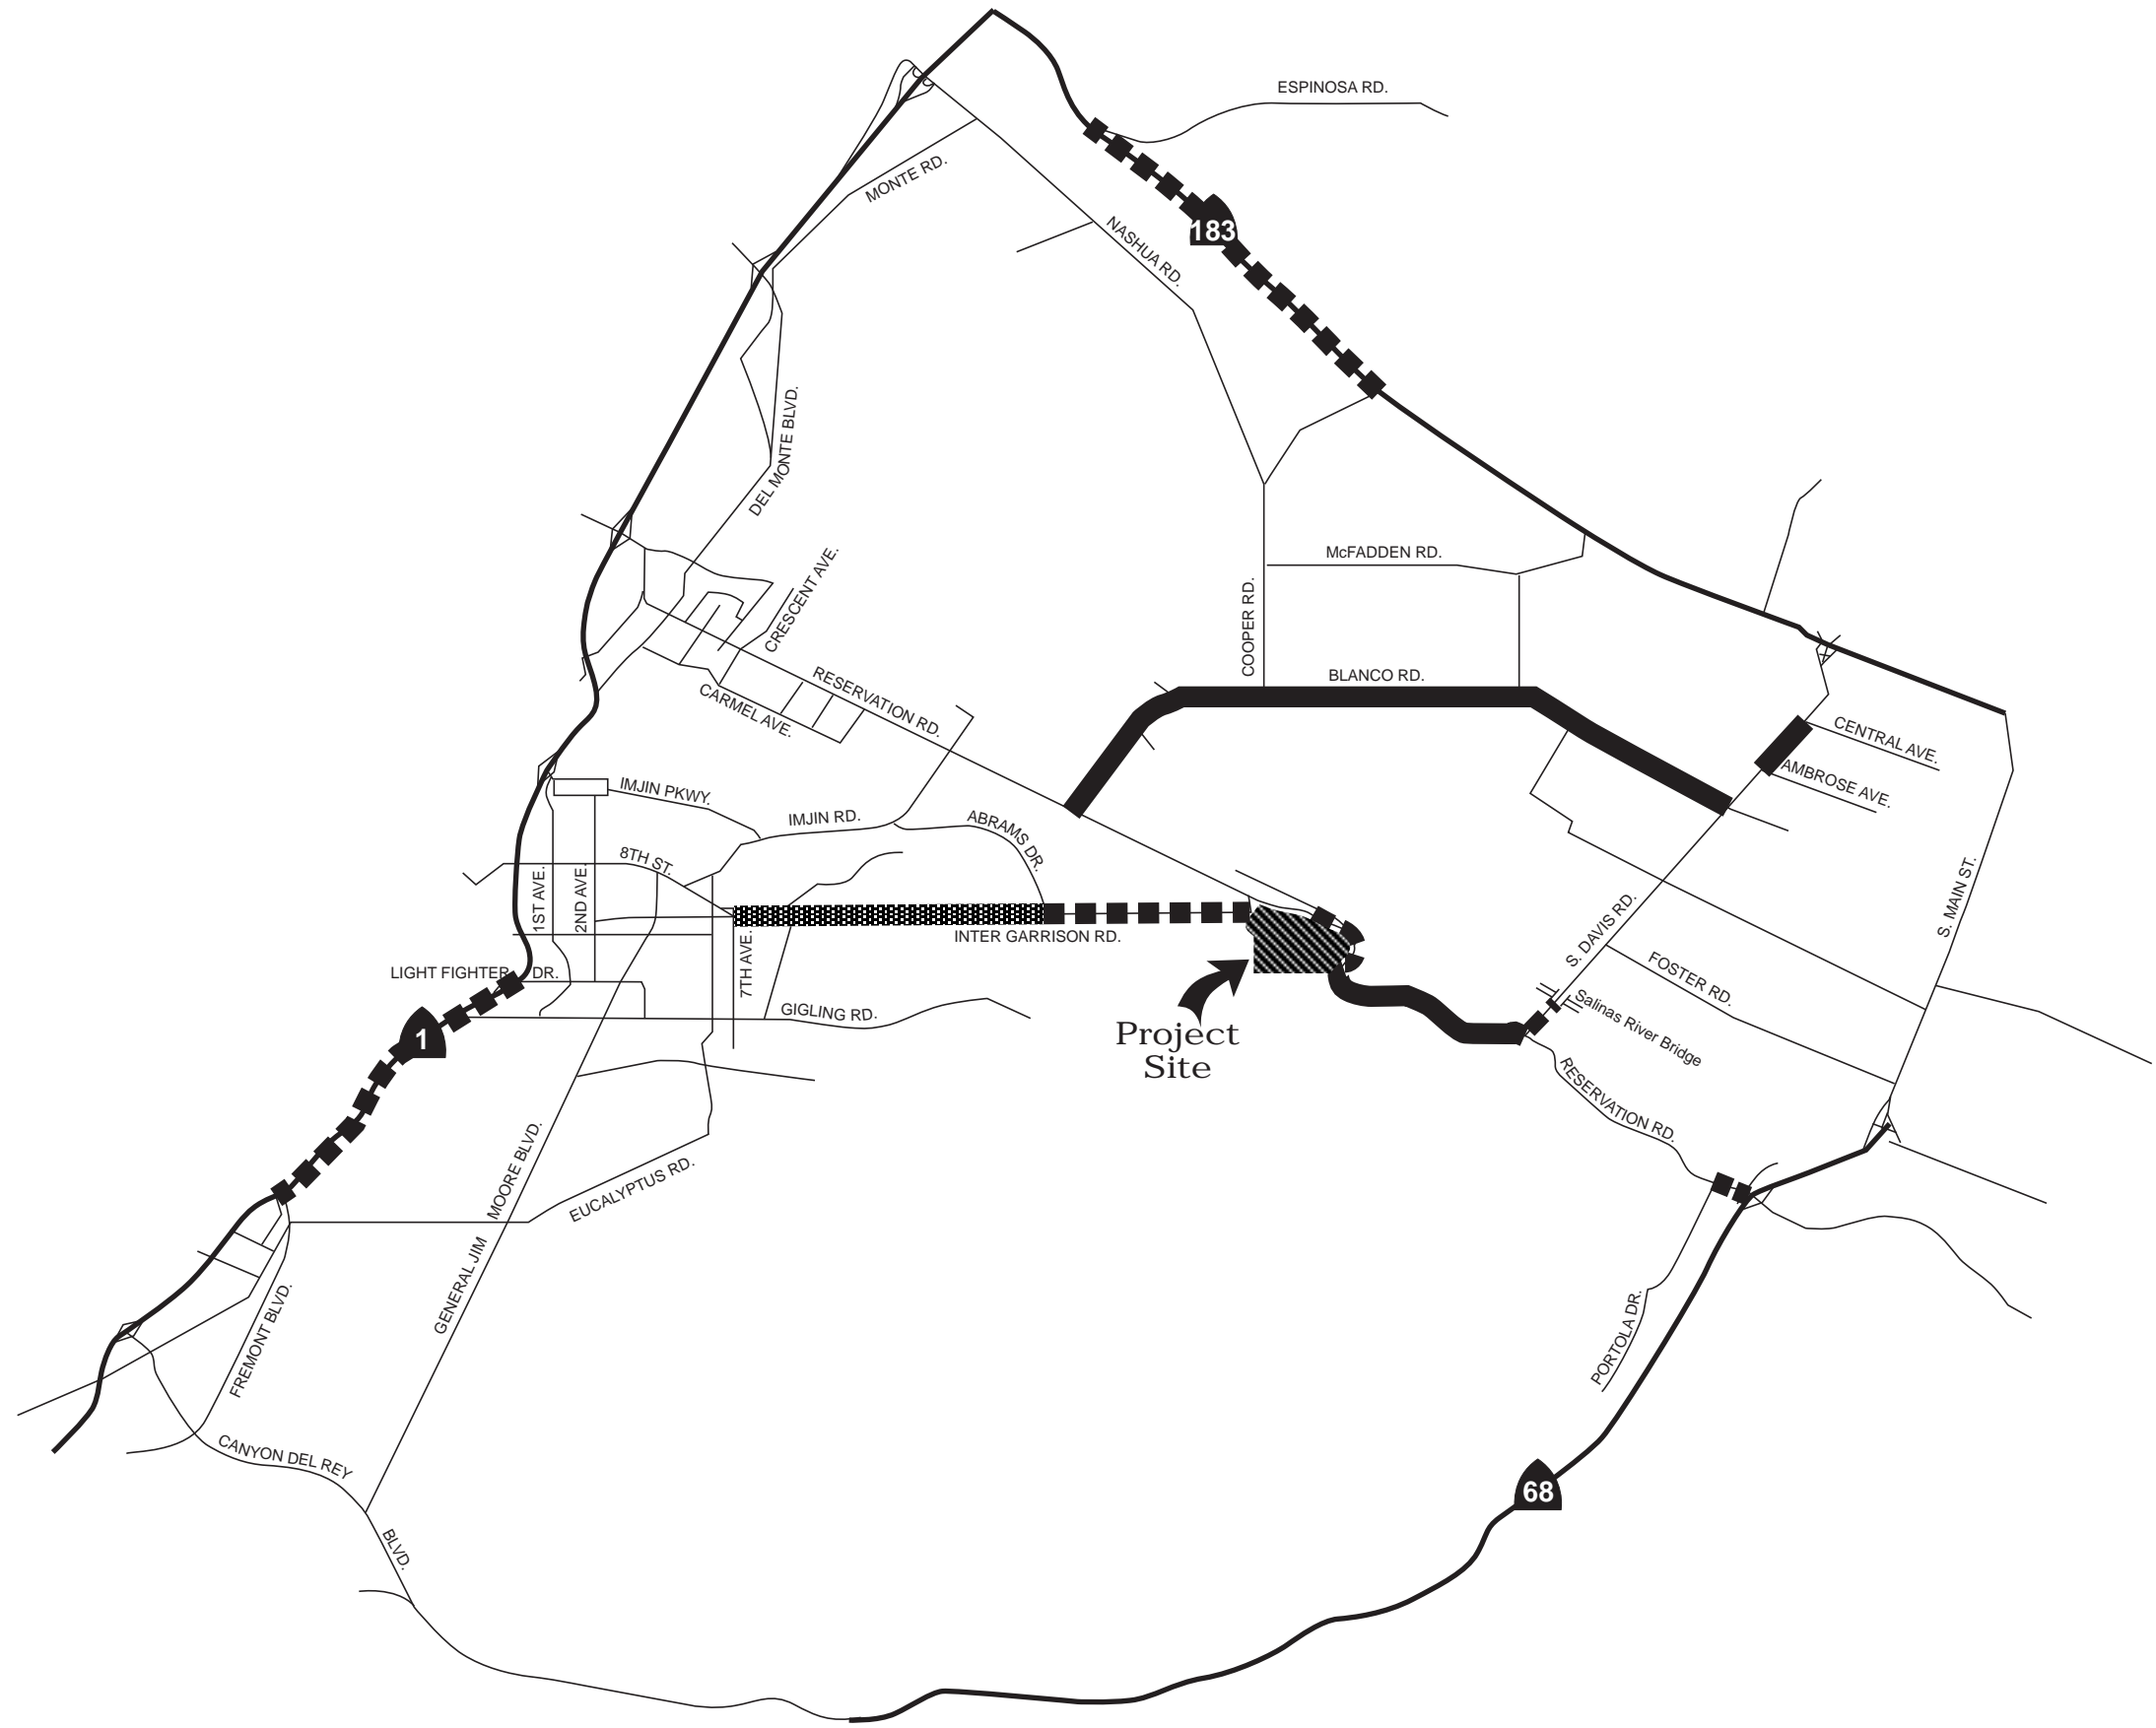 ESPINOSA RD.
MONTE RD.
183
NASHUA RD.
DEL MONTE BLVD.
McFADDEN RD.
CRESCENT AVE.
COOPER RD.
BLANCO RD.
RESERVATION RD.
CARMEL AVE.
CENTRAL AVE.
AMBROSE AVE.
IMJIN PKWY.
IMJIN RD.
ABRAMS DR.
8TH ST.
1ST AVE.
2ND AVE.
S. MAIN ST.
INTER GARRISON RD.
S. DAVIS RD.
7TH AVE.
LIGHT FIGHTER DR.
FOSTER RD.
GIGLING RD.
Salinas River Bridge
1
Project
Site
RESERVATION RD.
GENERAL JIM MOORE BLVD.
EUCALYPTUS RD.
FREMONT BLVD.
PORTOLA DR.
CANYON DEL REY BLVD.
68